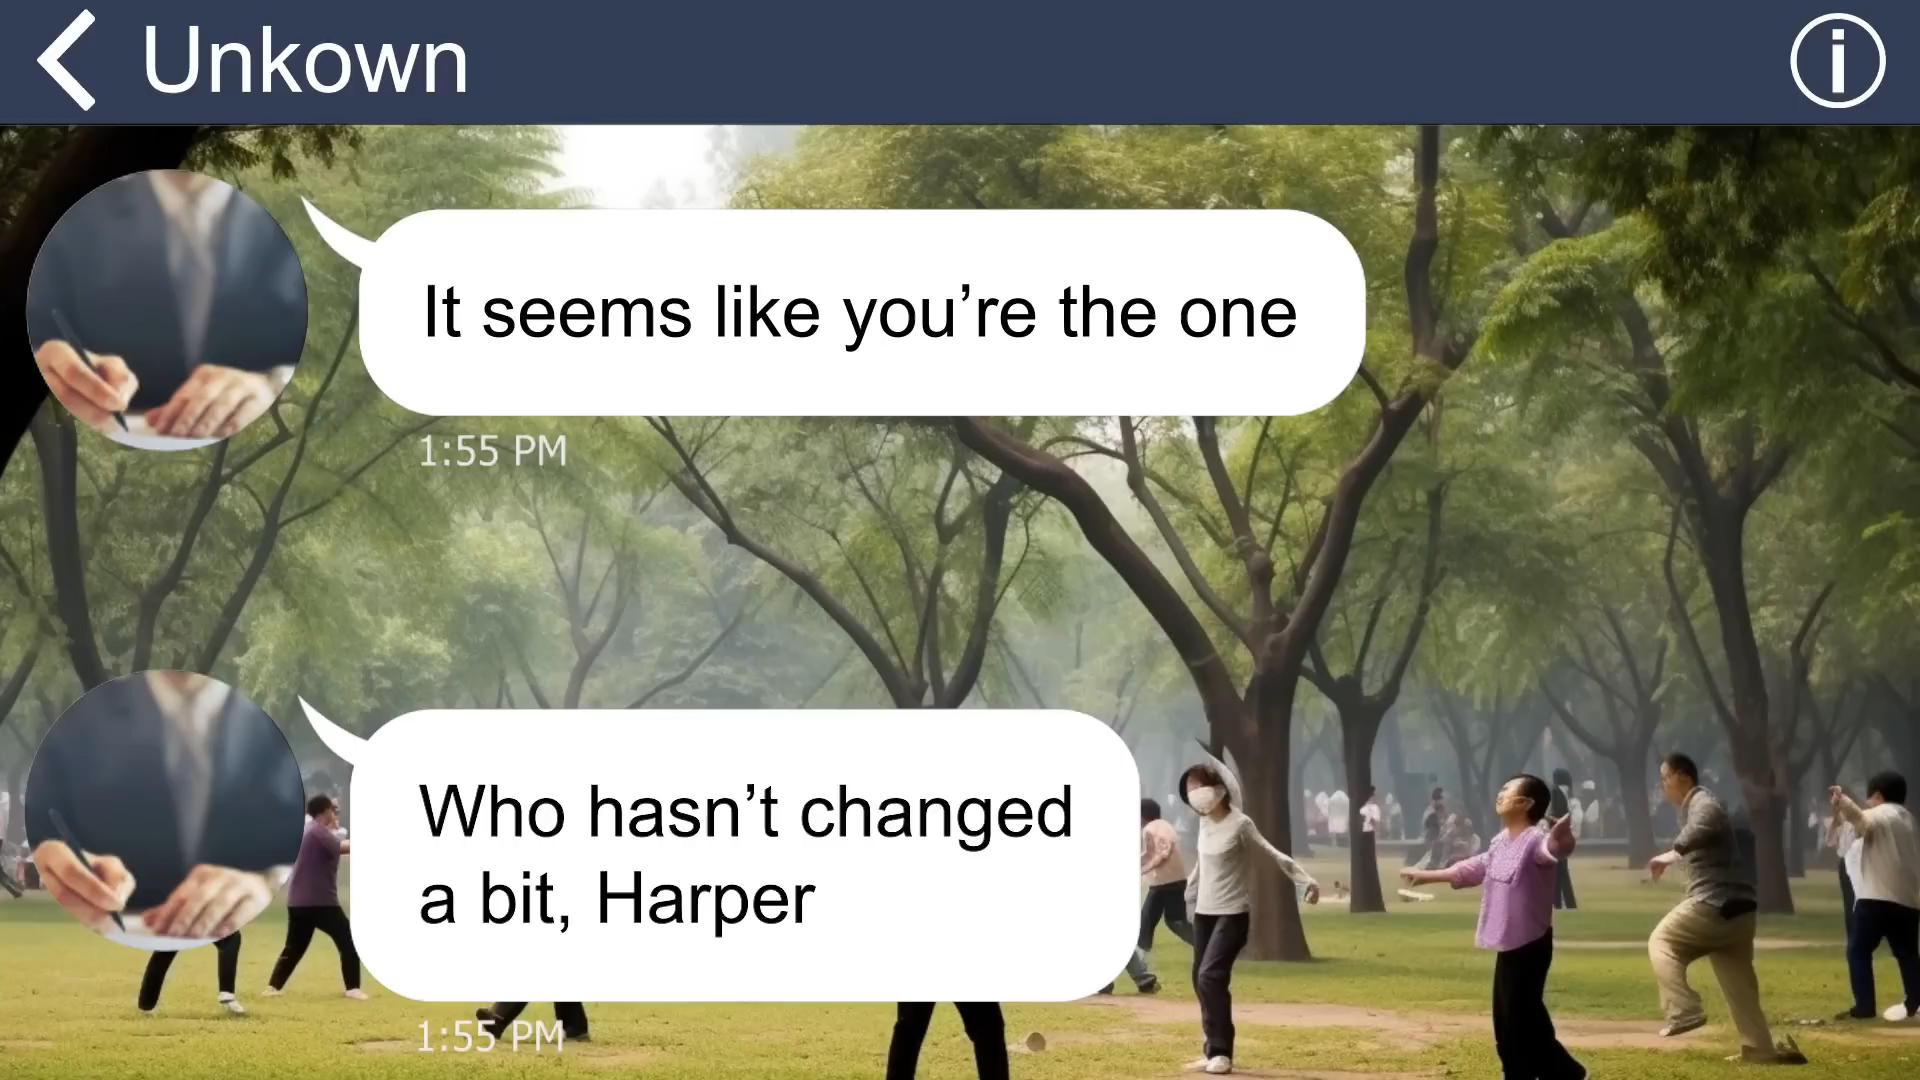 Unkown
It seems like you’re the one
1:55 PM
Who hasn’t changed
a bit, Harper
1:55 PM